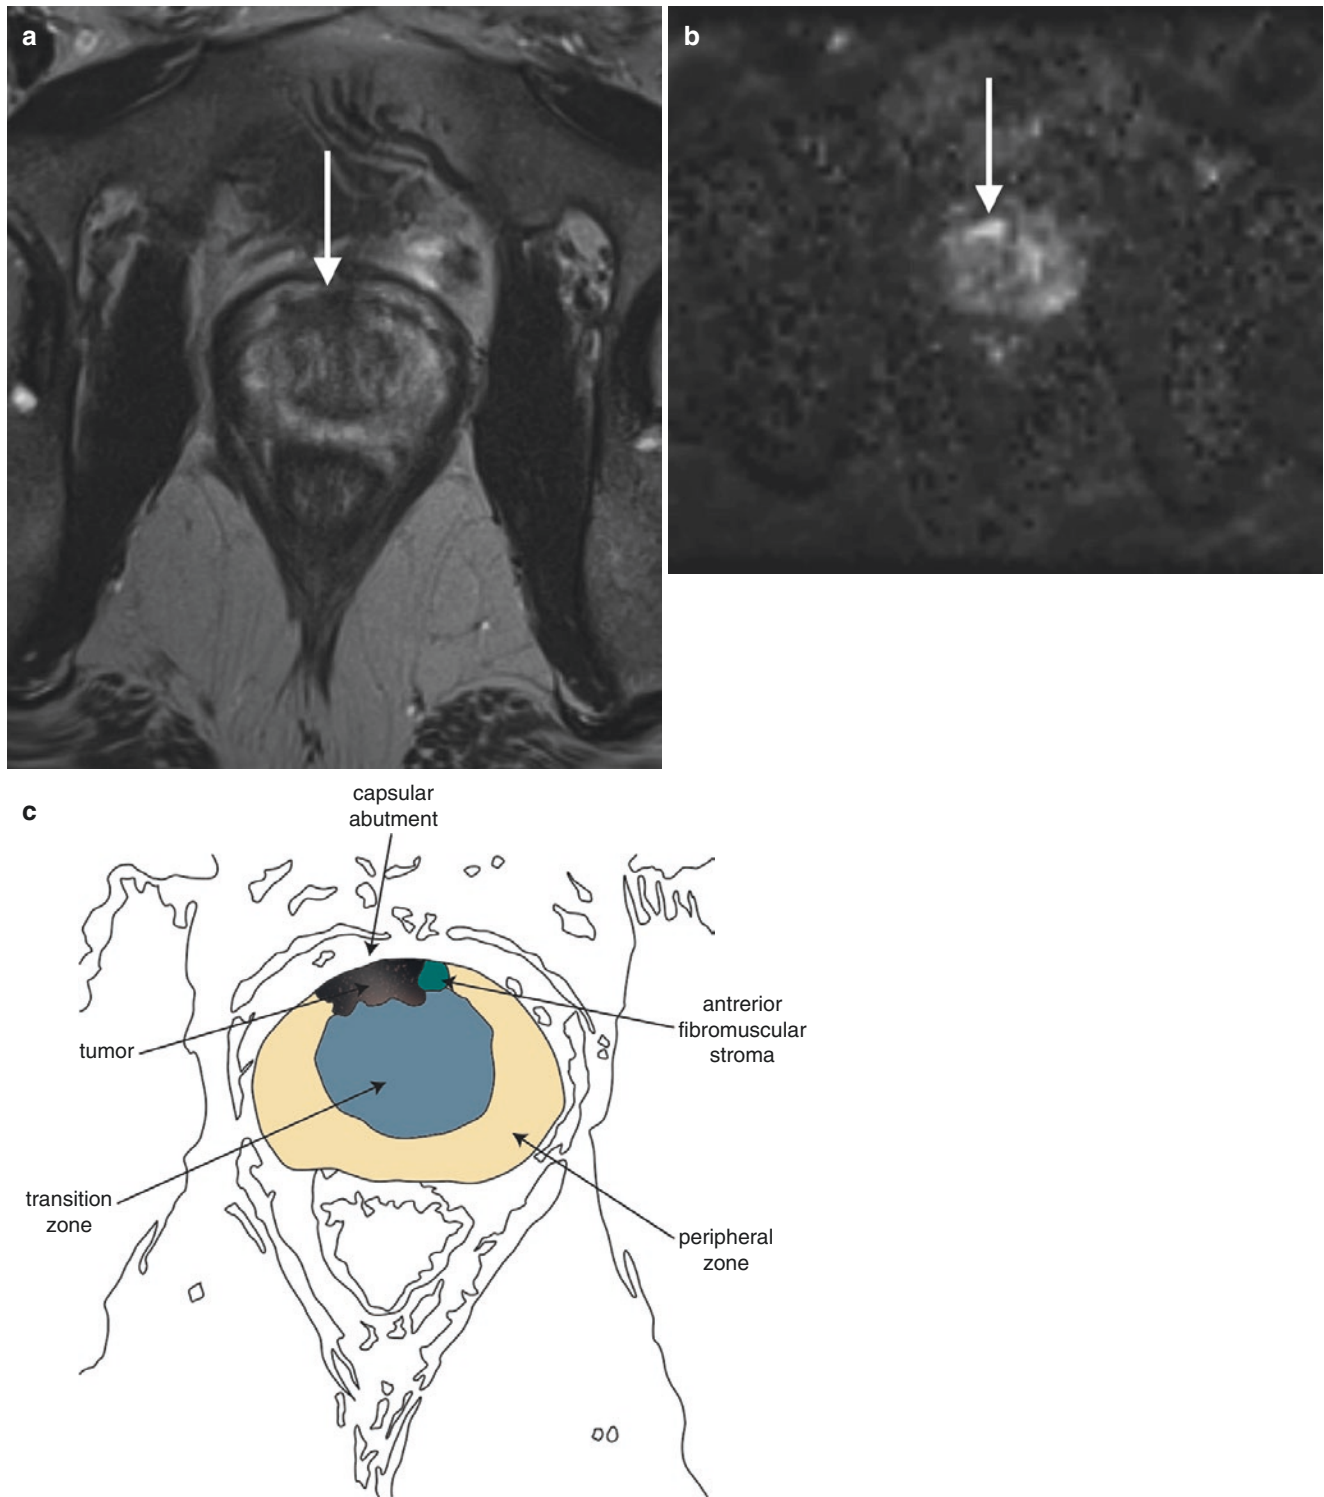 a
b
c
capsular
abutment
antrerior
fibromuscular
stroma
tumor
transition
zone
peripheral
zone